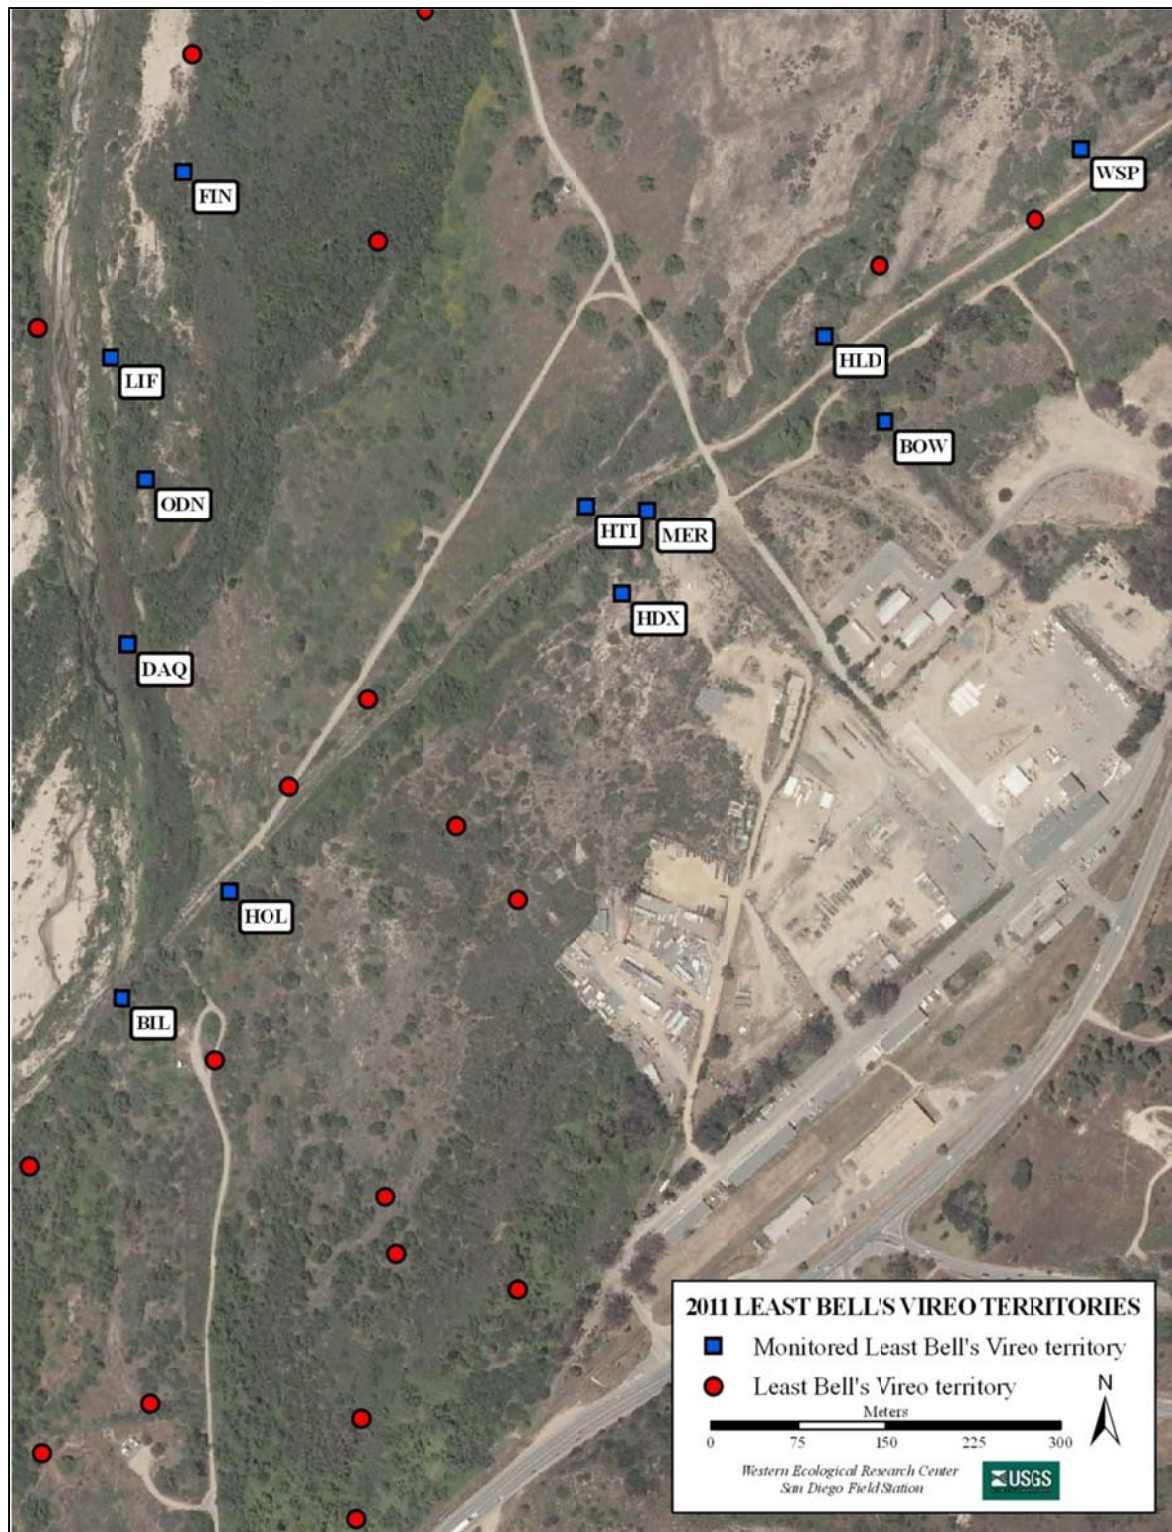 WSP
FIN
HLD
LIF
BOW
ODN
HTI
MER
HDX
DAQ
HOL
BIL
2011 LEAST BELL'S VIREO TERRITORIES
Monitored Least Bell's Vireo territory
Least Bell's Vireo territory
N
Meters
0 75 150 225 300
Western Ecological Research Center
San Diego Field Station
USGS